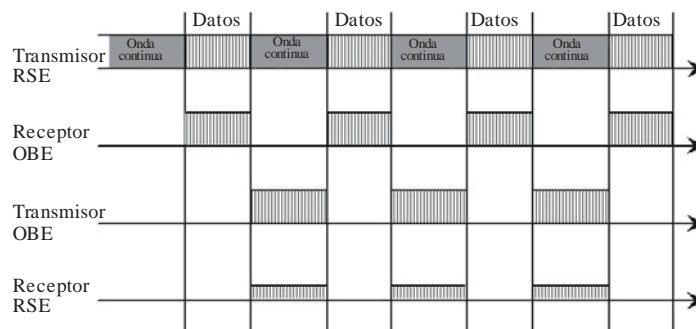 Datos Datos Datos Datos
Transmisor
RSE
Onda
continua
Onda
continua
Onda
continua
Onda
continua
Receptor
OBE
Transmisor
OBE
Receptor
RSE